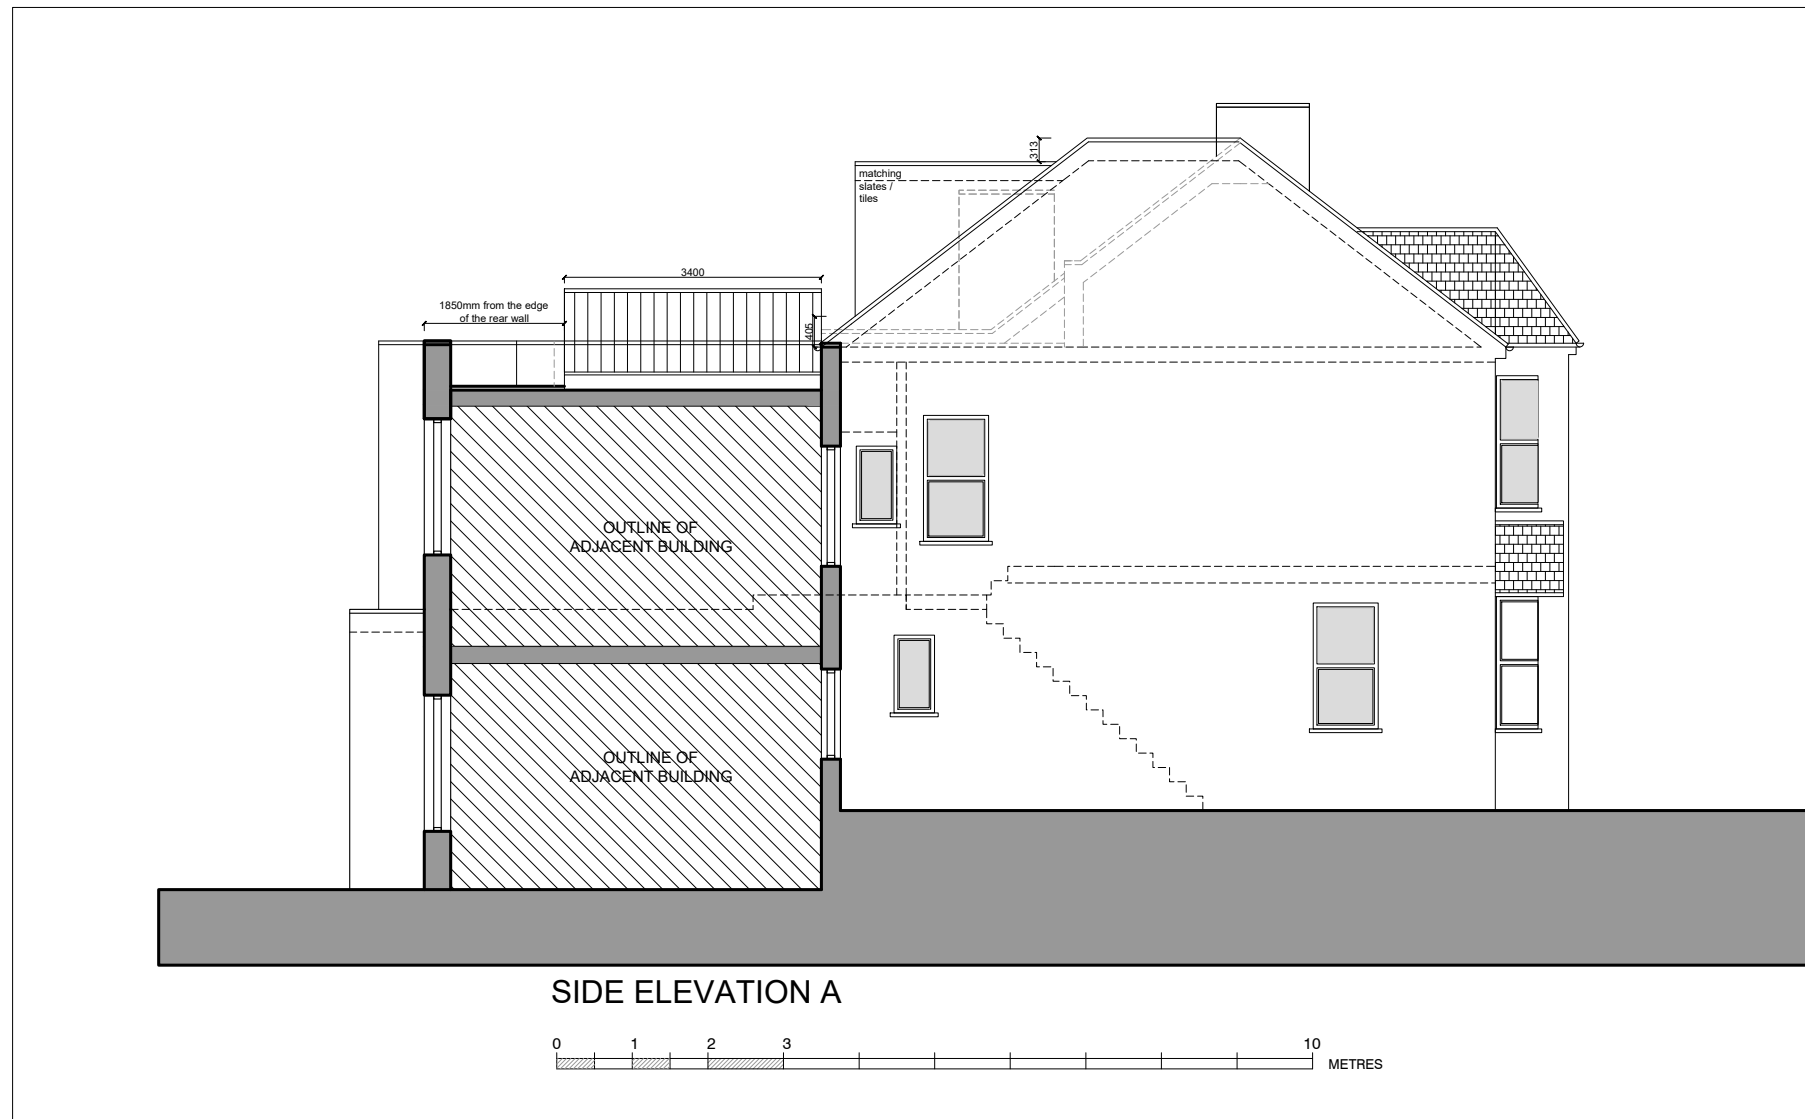 313
matching
slates /
tiles
3400
1850mm from the edge
of the rear wall
405
OUTLINE OF
ADJACENT BUILDING
OUTLINE OF
ADJACENT BUILDING
SIDE ELEVATION A
0 1 2 3 10
METRES